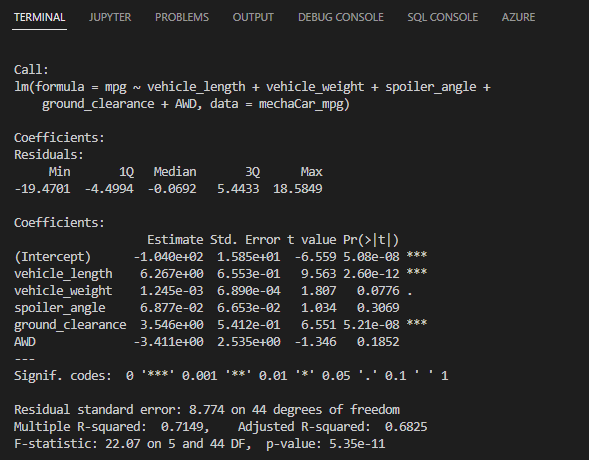 TERMINAL JUPYTER PROBLEMS OUTPUT DEBUG CONSOLE SQL CONSOLE AZURE
Call:
lm(formula = mpg ~ vehicle_length + vehicle_weight + spoiler_angle +
    ground_clearance + AWD, data = mechaCar_mpg)
Coefficients:
Residuals:
     Min       1Q   Median       3Q      Max
-19.4701  -4.4994  -0.0692   5.4433  18.5849
Coefficients:
                   Estimate Std. Error t value Pr(>|t|)
(Intercept)      -1.040e+02  1.585e+01  -6.559 5.08e-08 ***
vehicle_length    6.267e+00  6.553e-01   9.563 2.60e-12 ***
vehicle_weight    1.245e-03  6.890e-04   1.807   0.0776 .
spoiler_angle     6.877e-02  6.653e-02   1.034   0.3069
ground_clearance  3.546e+00  5.412e-01   6.551 5.21e-08 ***
AWD              -3.411e+00  2.535e+00  -1.346   0.1852
---
Signif. codes:  0 '***' 0.001 '**' 0.01 '*' 0.05 '.' 0.1 ' ' 1
Residual standard error: 8.774 on 44 degrees of freedom
Multiple R-squared:  0.7149,    Adjusted R-squared:  0.6825
F-statistic: 22.07 on 5 and 44 DF,  p-value: 5.35e-11